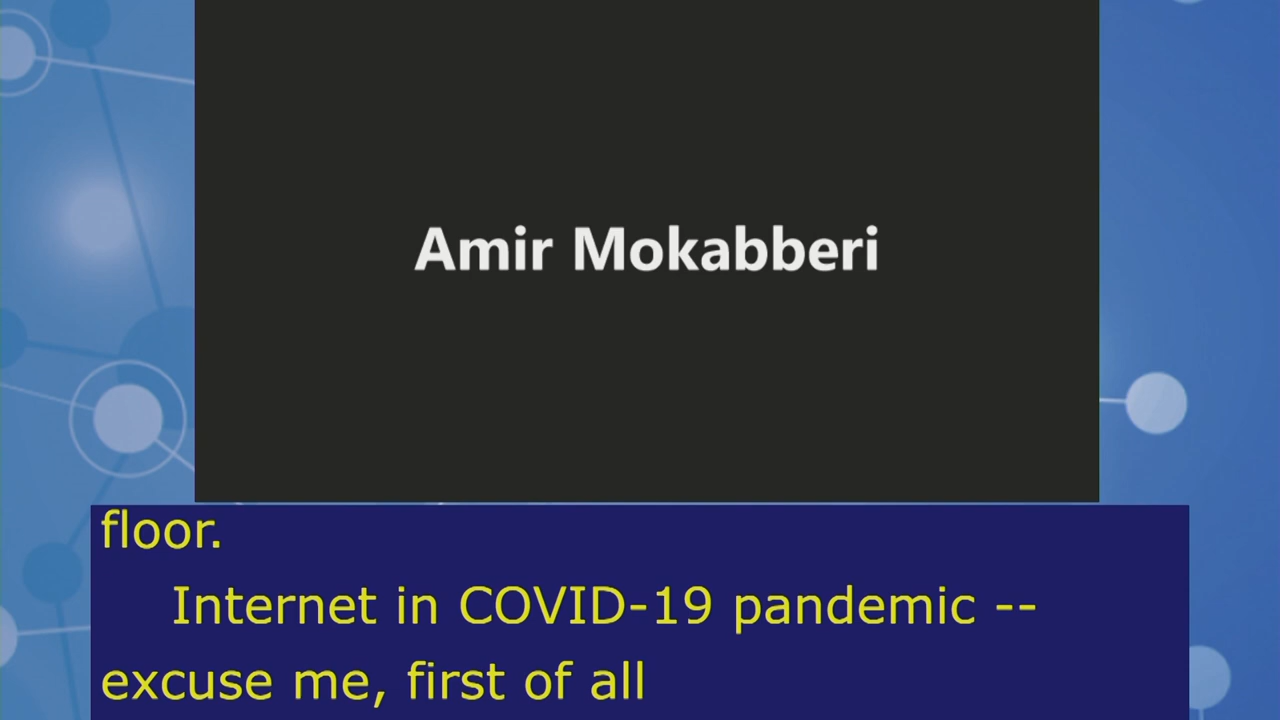 Amir Mokabberi
floor.
Internet in COVID-19 pandemic --
excuse me, first of all